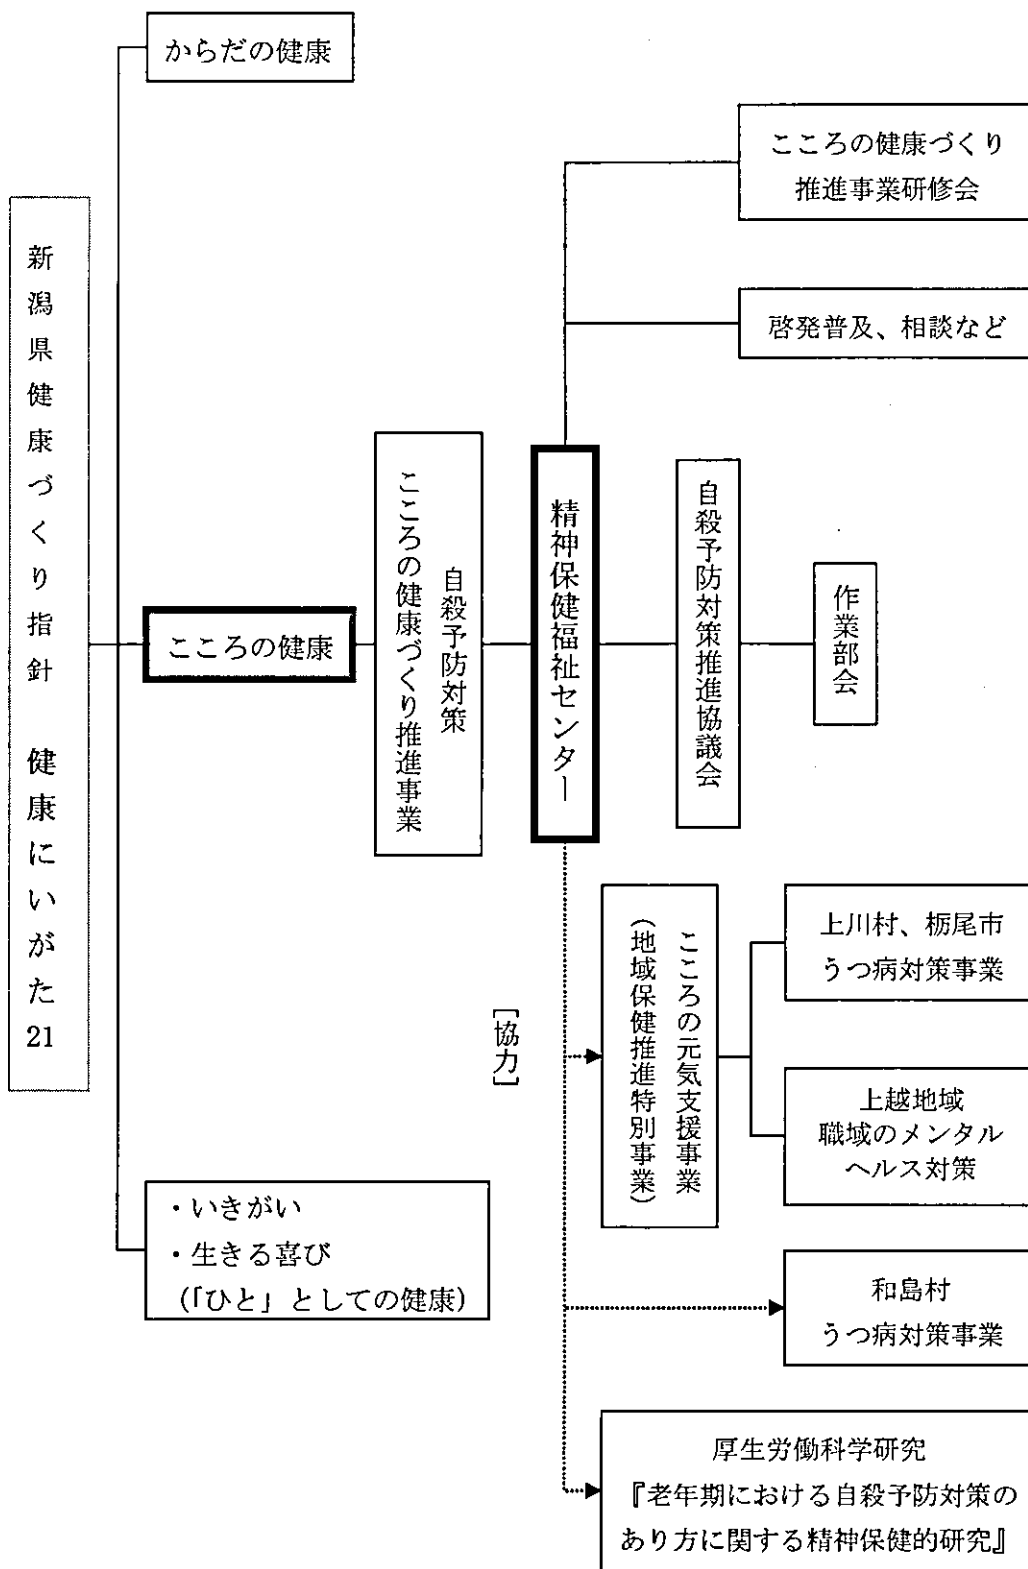 からだの健康
こころの健康づくり
推進事業研修会
新潟県健康づくり指針　健康にいがた21
啓発普及、相談など
自殺予防対策
こころの健康づくり推進事業
精神保健福祉センター
自殺予防対策推進協議会
作業部会
こころの健康
こころの元気支援事業
(地域保健推進特別事業)
上川村、栃尾市
うつ病対策事業
[協力]
上越地域
職域のメンタル
ヘルス対策
・いきがい
・生きる喜び
(「ひと」としての健康)
和島村
うつ病対策事業
厚生労働科学研究
『老年期における自殺予防対策の
あり方に関する精神保健的研究』